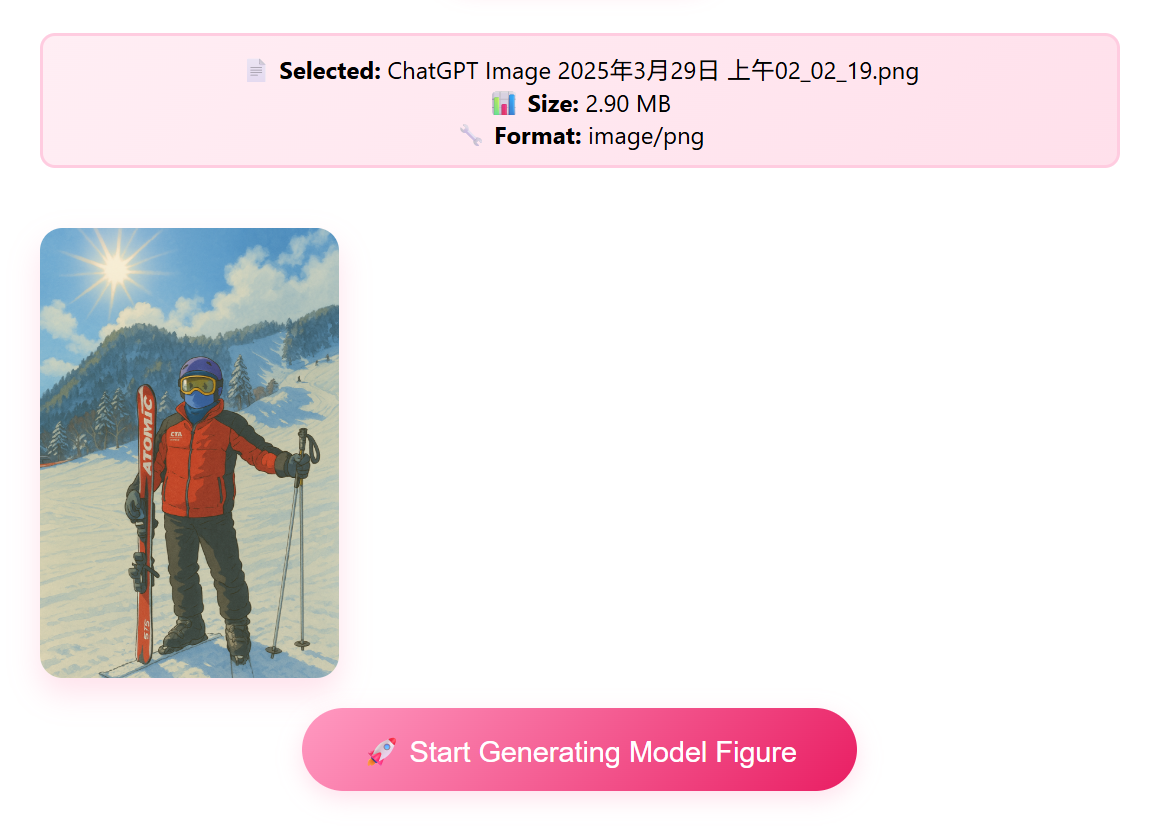 Selected: ChatGPT Image 2025年3月29日 上午02_02_19.png
Size: 2.90 MB
Format: image/png
ATOMIC
CTA
Start Generating Model Figure